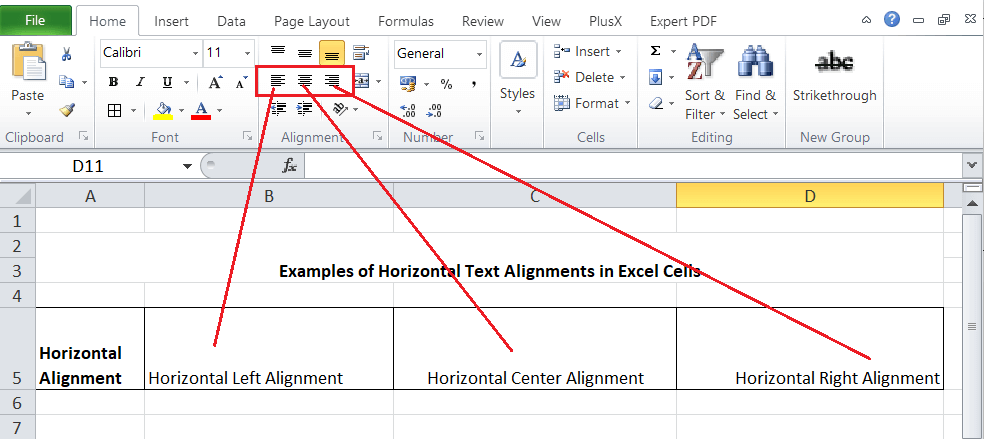 File Home Insert Data Page Layout Formulas Review View PlusX Expert PDF
Calibri 11 General Insert Σ abc
Paste B I U A A % , Styles Delete Sort & Find & Strikethrough
A Format Filter Select
Clipboard Font Alignment Number Cells Editing New Group
D11 fx
A B C D
1
2
3 Examples of Horizontal Text Alignments in Excel Cells
4
Horizontal
5 Alignment Horizontal Left Alignment Horizontal Center Alignment Horizontal Right Alignment
6
7